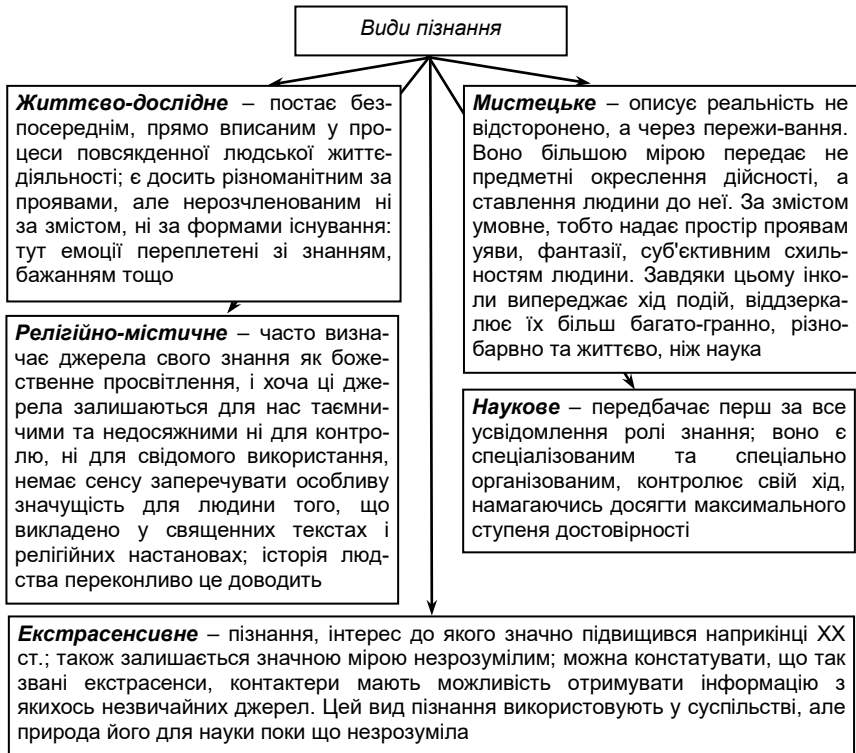 Види пізнання
Життєво-дослідне – постає без-
посереднім, прямо вписаним у про-
цеси повсякденної людської життє-
діяльності; є досить різноманітним за
проявами, але нерозчленованим ні
за змістом, ні за формами існування:
тут емоції переплетені зі знанням,
бажанням тощо
Релігійно-містичне – часто визна-
чає джерела свого знання як боже-
ственне просвітлення, і хоча ці дже-
рела залишаються для нас таємни-
чими та недосяжними ні для контро-
лю, ні для свідомого використання,
немає сенсу заперечувати особливу
значущість для людини того, що
викладено у священних текстах і
релігійних настановах; історія люд-
ства переконливо це доводить
Мистецьке – описує реальність не
відсторонено, а через пережи-вання.
Воно більшою мірою передає не
предметні окреслення дійсності, а
ставлення людини до неї. За змістом
умовне, тобто надає простір проявам
уяви, фантазії, суб'єктивним схиль-
ностям людини. Завдяки цьому інко-
ли випереджає хід подій, віддзерка-
лює їх більш багато-гранно, різно-
барвно та життєво, ніж наука
Наукове – передбачає перш за все
усвідомлення ролі знання; воно є
спеціалізованим та спеціально
організованим, контролює свій хід,
намагаючись досягти максимального
ступеня достовірності
Екстрасенсивне – пізнання, інтерес до якого значно підвищився наприкінці ХХ
ст.; також залишається значною мірою незрозумілим; можна констатувати, що так
звані екстрасенси, контактери мають можливість отримувати інформацію з
якихось незвичайних джерел. Цей вид пізнання використовують у суспільстві, але
природа його для науки поки що незрозуміла